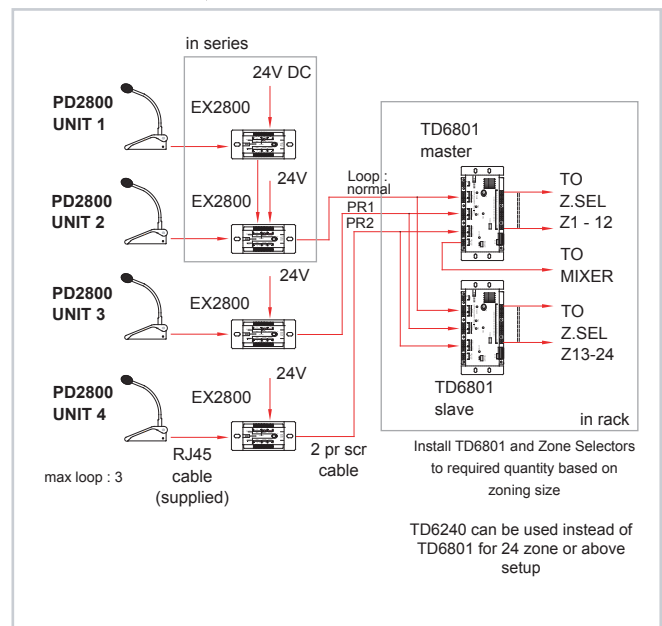 in series
24V DC
PD2800
UNIT 1
EX2800
TD6801
master
Loop :
normal
TO
Z.SEL
Z1 - 12
PD2800
UNIT 2
EX2800
24V
PR1
PR2
TO
MIXER
PD2800
UNIT 3
EX2800
24V
TO
Z.SEL
Z13-24
PD2800
UNIT 4
EX2800
24V
TD6801
slave
in rack
max loop : 3
RJ45
cable
(supplied)
2 pr scr
cable
Install TD6801 and Zone Selectors
to required quantity based on
zoning size
TD6240 can be used instead of
TD6801 for 24 zone or above
setup